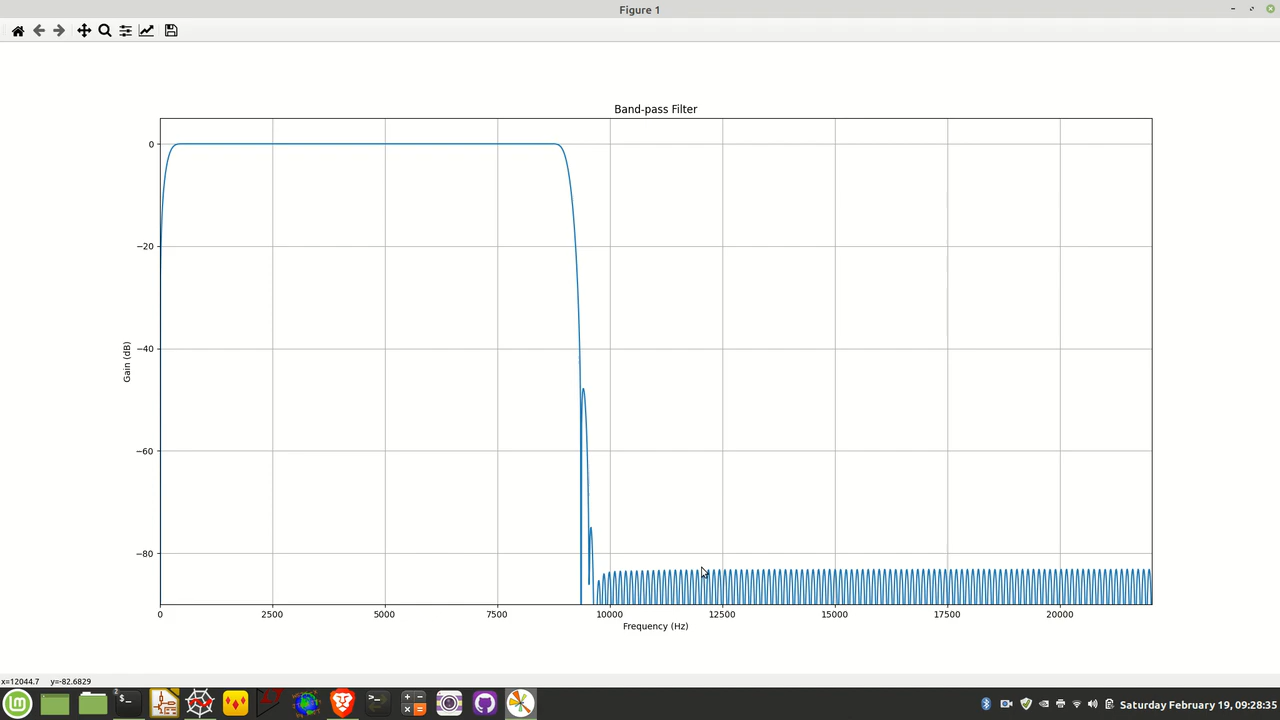 Figure 1
Band-pass Filter
0
−20
−40
−60
−80
Gain (dB)
0 2500 5000 7500 10000 12500 15000 17500 20000
Frequency (Hz)
x=12044.7 y=-82.6829
2
Saturday February 19, 09:28:35